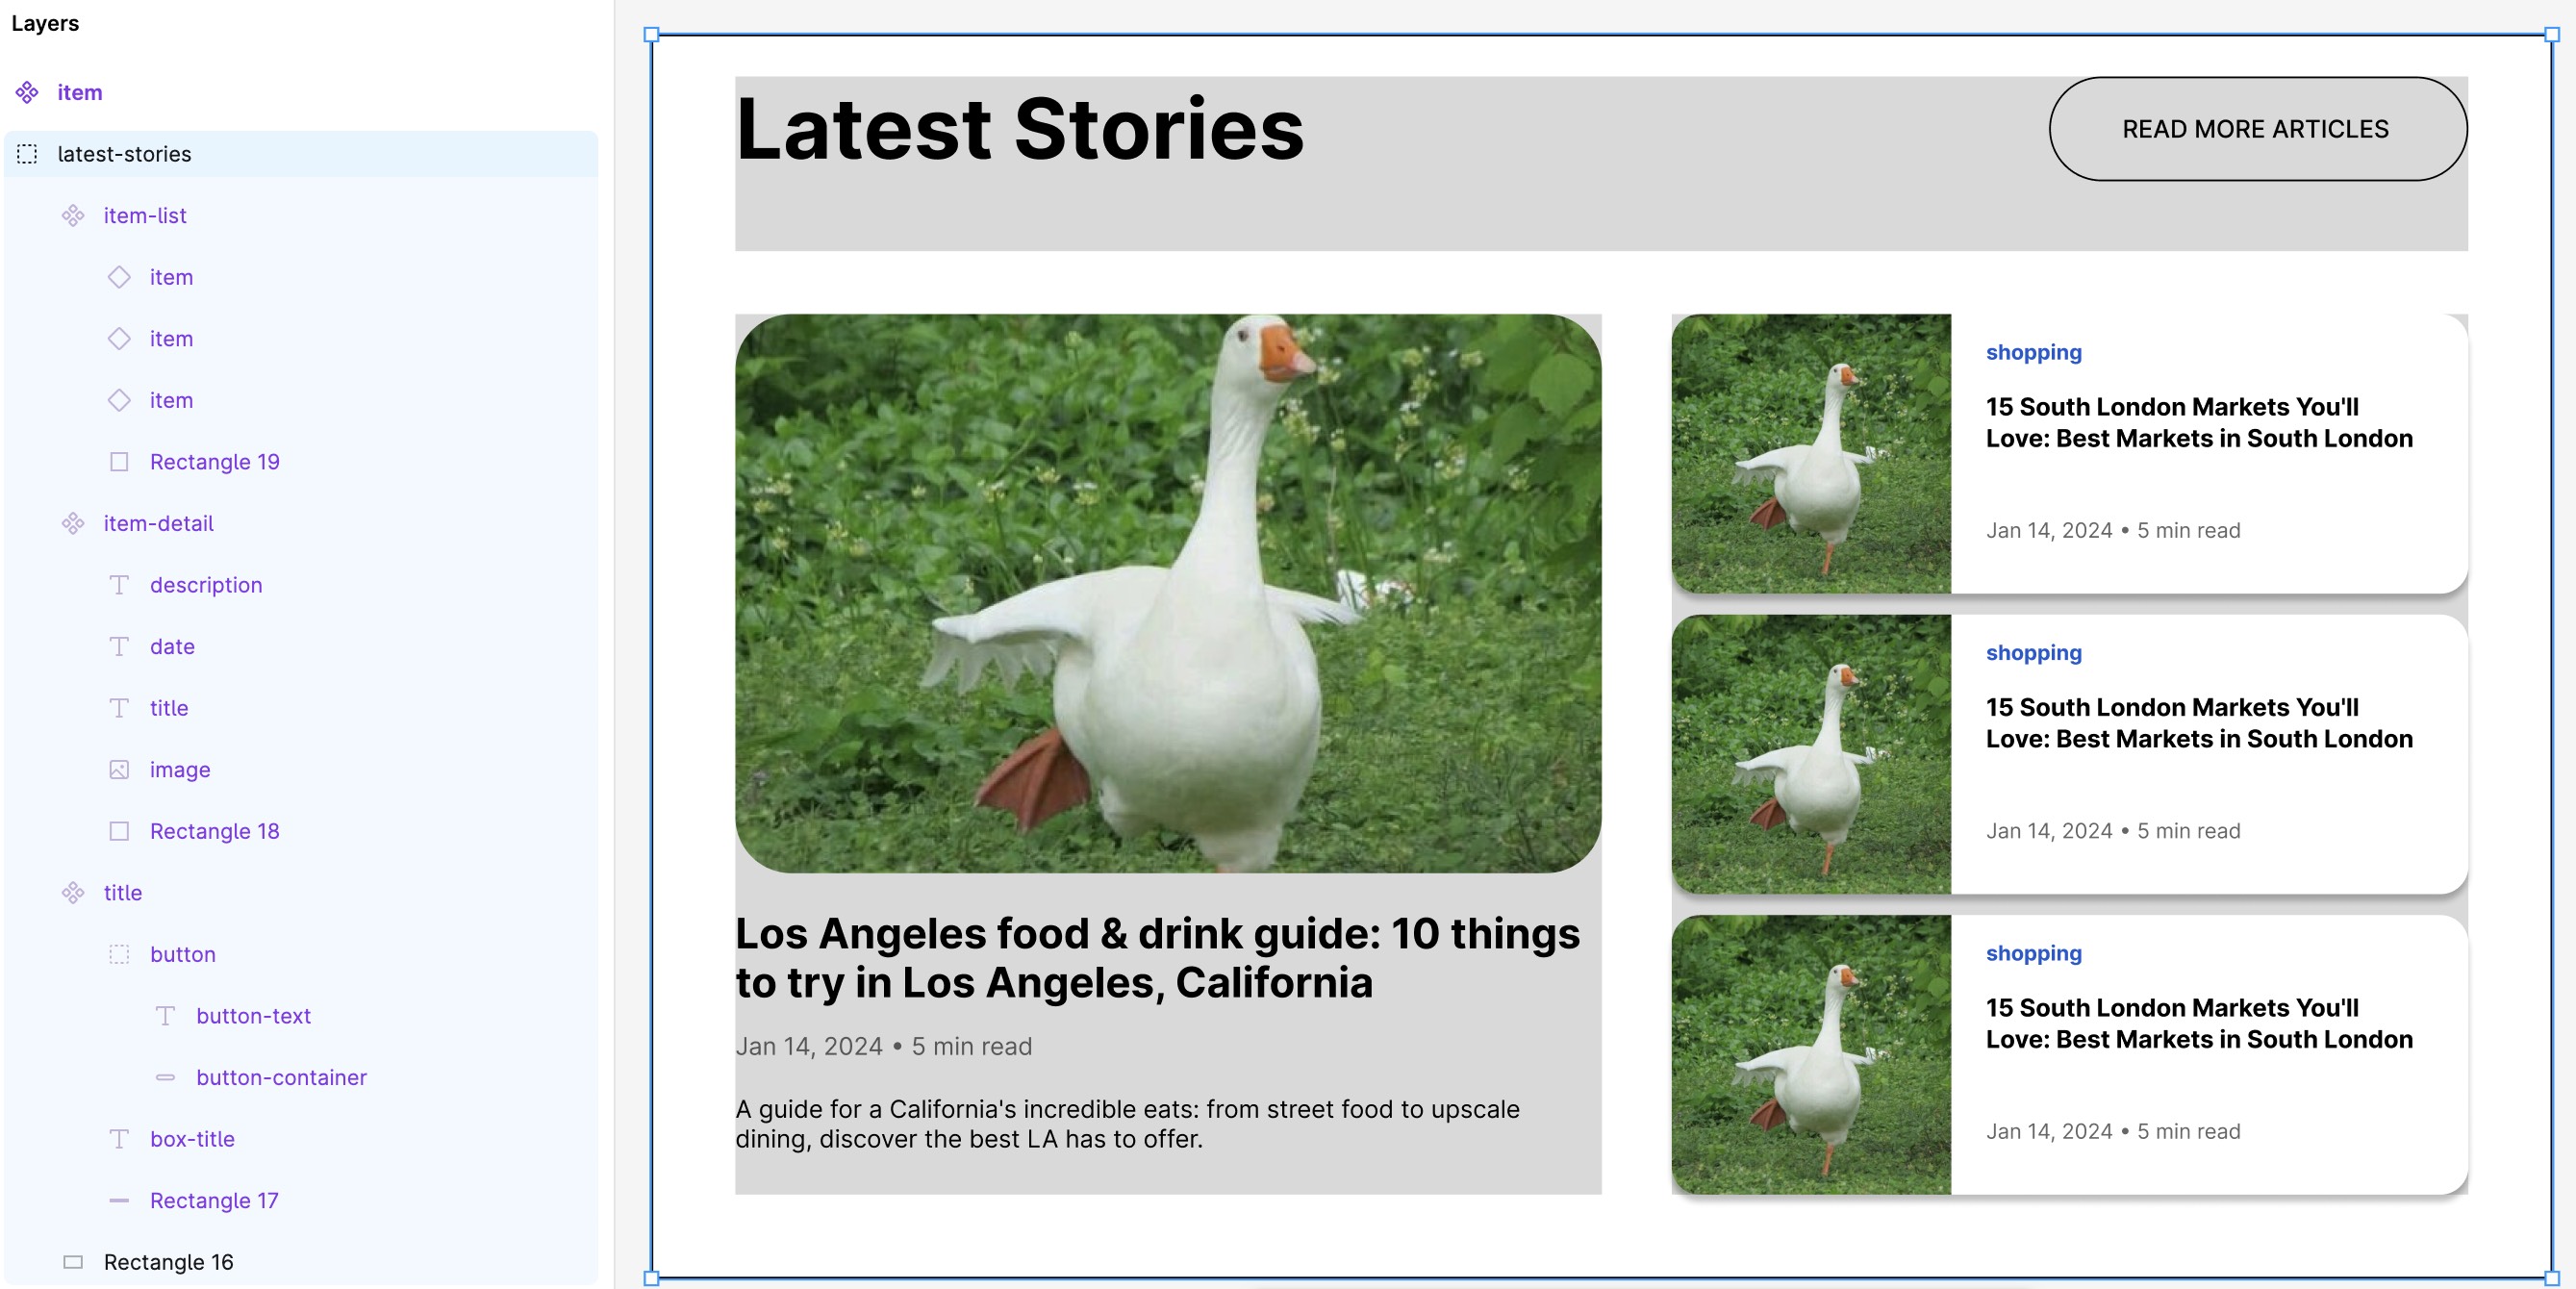 Layers
item
latest-stories
item-list
item
item
item
Rectangle 19
item-detail
description
date
title
image
Rectangle 18
title
button
button-text
button-container
box-title
Rectangle 17
Rectangle 16
Latest Stories
READ MORE ARTICLES
Los Angeles food & drink guide: 10 things
to try in Los Angeles, California
Jan 14, 2024 • 5 min read
A guide for a California's incredible eats: from street food to upscale
dining, discover the best LA has to offer.
shopping
15 South London Markets You'll
Love: Best Markets in South London
Jan 14, 2024 • 5 min read
shopping
15 South London Markets You'll
Love: Best Markets in South London
Jan 14, 2024 • 5 min read
shopping
15 South London Markets You'll
Love: Best Markets in South London
Jan 14, 2024 • 5 min read